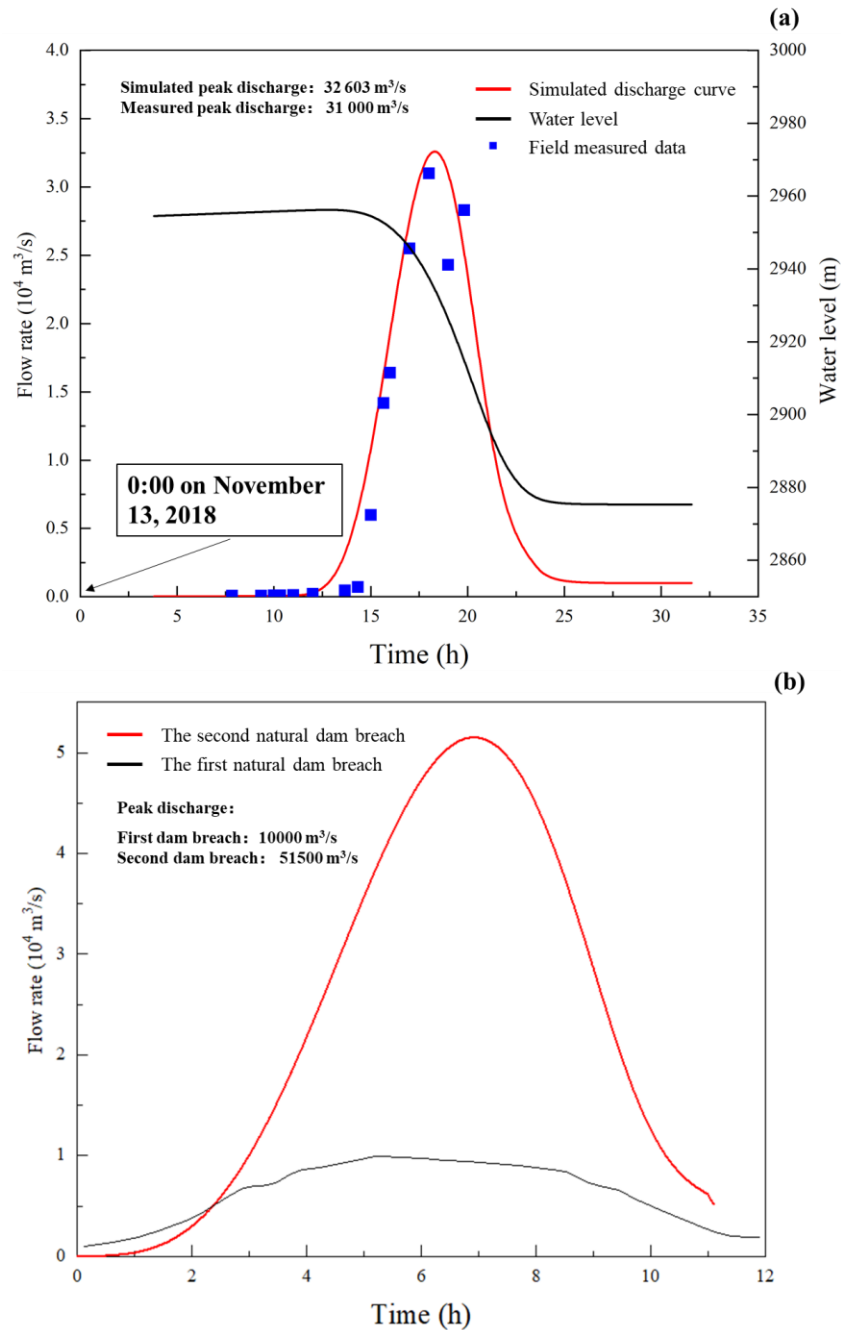 (a)
Simulated peak discharge： 32 603 m³/s
Measured peak discharge： 31 000 m³/s
Simulated discharge curve
Water level
Field measured data
4.0
3.5
3.0
2.5
2.0
1.5
1.0
0.5
0.0
Flow rate (10⁴ m³/s)
3000
2980
2960
2940
2920
2900
2880
2860
Water level (m)
0:00 on November
13, 2018
0 5 10 15 20 25 30 35
Time (h)
(b)
The second natural dam breach
The first natural dam breach
Peak discharge：
First dam breach： 10000 m³/s
Second dam breach： 51500 m³/s
5
4
3
2
1
0
Flow rate (10⁴ m³/s)
0 2 4 6 8 10 12
Time (h)